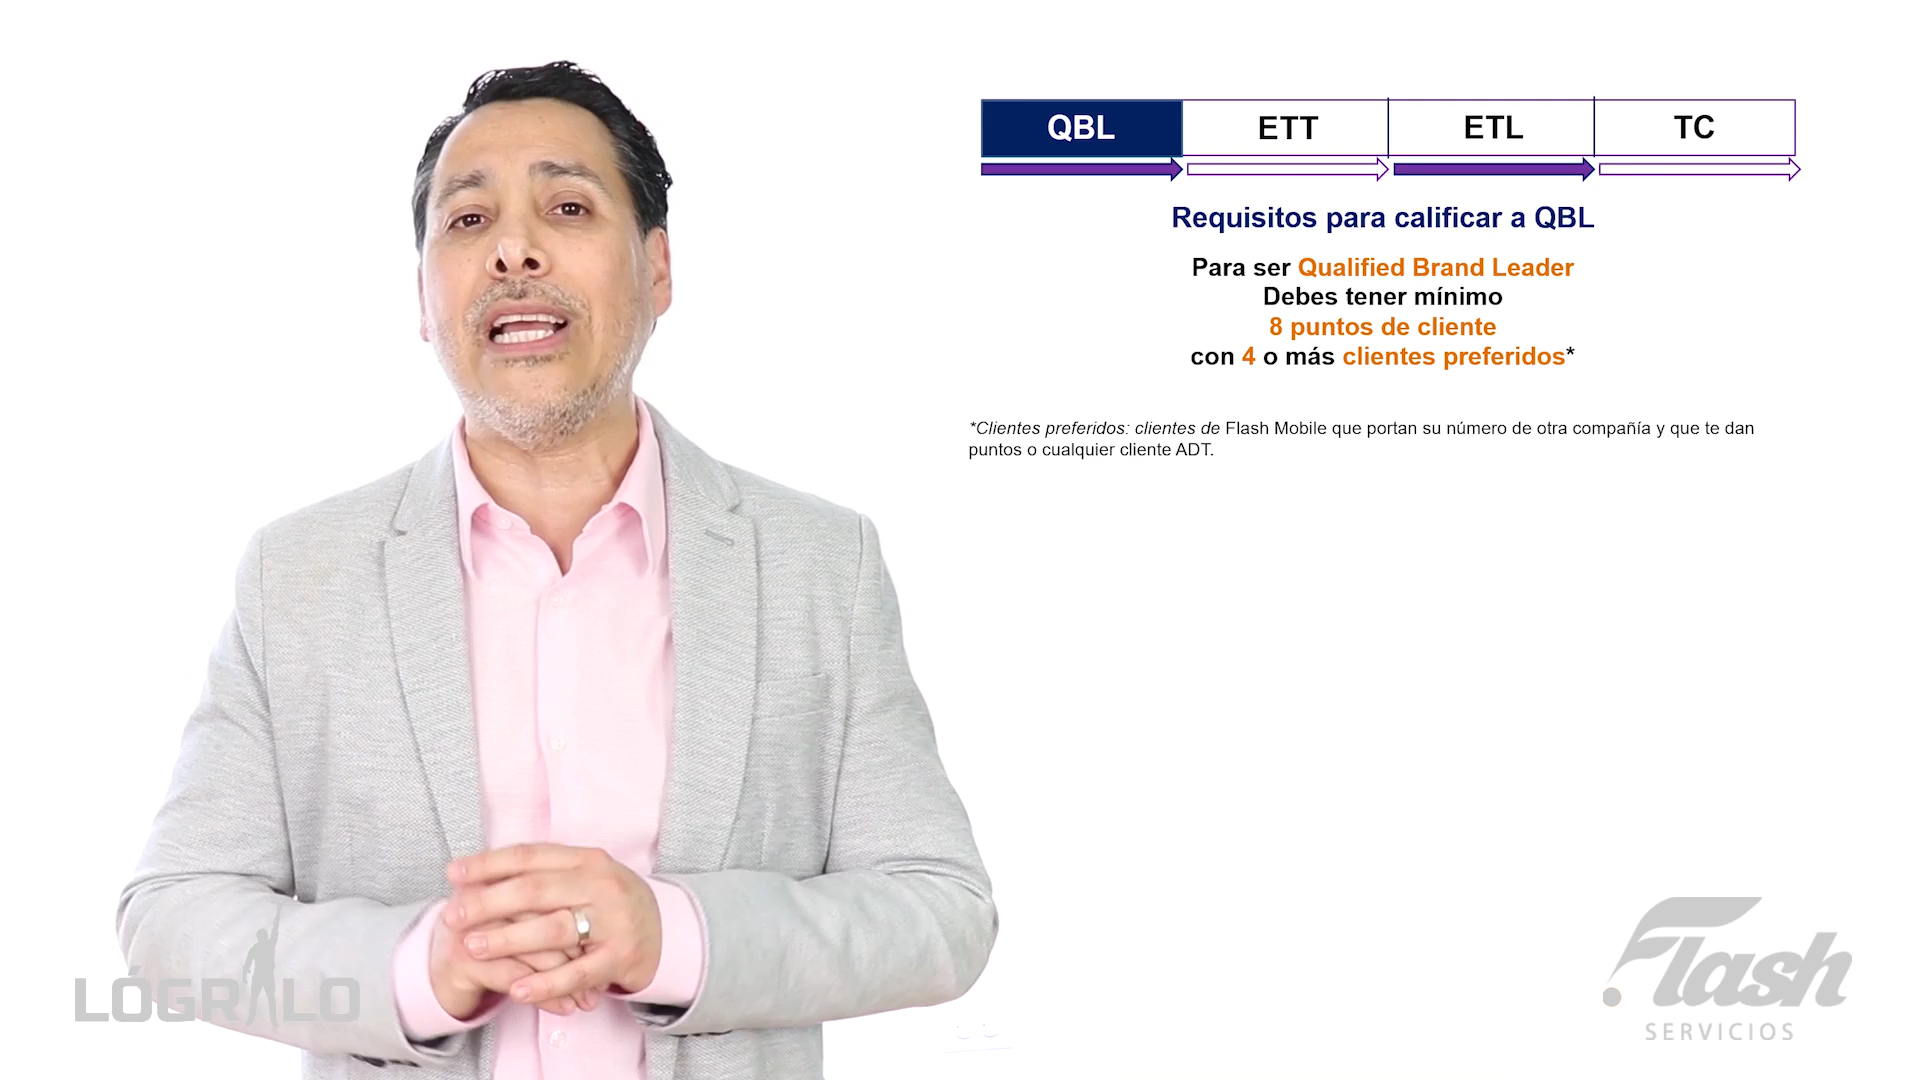 QBL ETT ETL TC
Requisitos para calificar a QBL
Para ser Qualified Brand Leader
Debes tener mínimo
8 puntos de cliente
con 4 o más clientes preferidos*
*Clientes preferidos: clientes de Flash Mobile que portan su número de otra compañía y que te dan
puntos o cualquier cliente ADT.
LÓGRALO
Flash
SERVICIOS